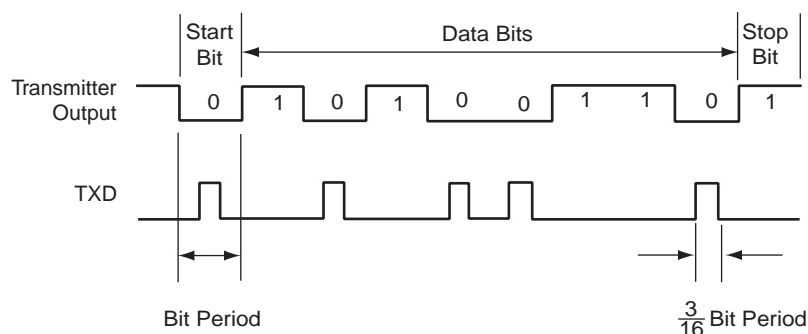 Start
Bit
Data Bits
Stop
Bit
Transmitter
Output
0 1 0 1 0 0 1 1 0 1
TXD
Bit Period
3/16 Bit Period